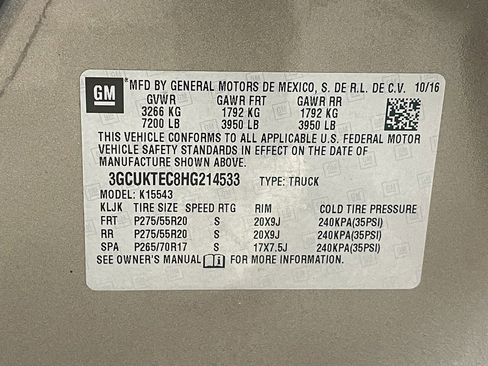 GM *MFD BY GENERAL MOTORS DE MEXICO, S. DE R.L. DE C.V. 10/16
GVWR GAWR FRT GAWR RR
3266 KG 1792 KG 1792 KG
7200 LB 3950 LB 3950 LB
THIS VEHICLE CONFORMS TO ALL APPLICABLE U.S. FEDERAL MOTOR
VEHICLE SAFETY STANDARDS IN EFFECT ON THE DATE OF
MANUFACTURE SHOWN ABOVE.
3GCUKTEC8HG214533 TYPE: TRUCK
MODEL: K15543
KLJK TIRE SIZE SPEED RTG RIM COLD TIRE PRESSURE
FRT P275/55R20 S 20X9J 240KPA(35PSI)
RR P275/55R20 S 20X9J 240KPA(35PSI)
SPA P265/70R17 S 17X7.5J 240KPA(35PSI)
SEE OWNER'S MANUAL FOR MORE INFORMATION.